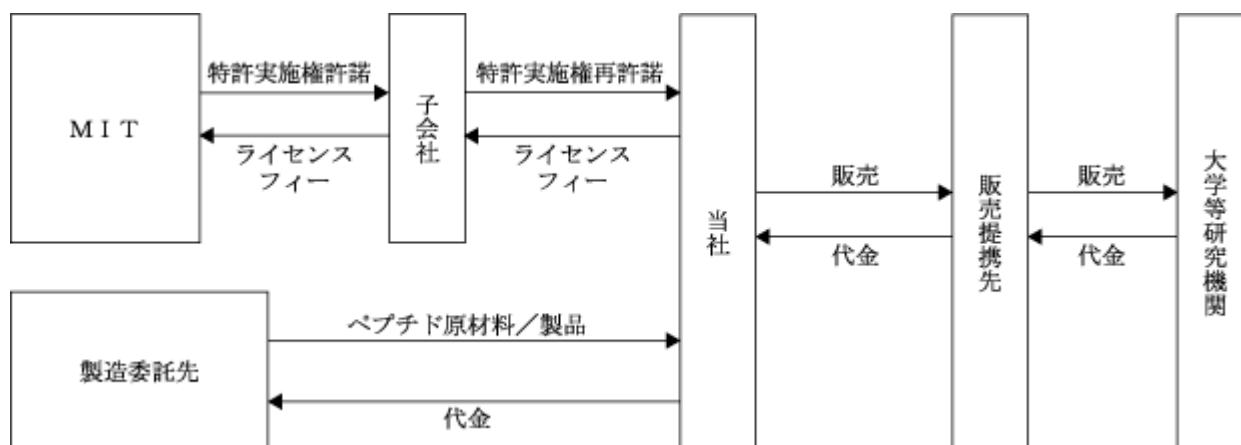 ＭＩＴ
特許実施権許諾
ライセンス
フィー
子会社
特許実施権再許諾
ライセンス
フィー
当社
販売
代金
販売提携先
販売
代金
大学等研究機関
製造委託先
ペプチド原材料／製品
代金